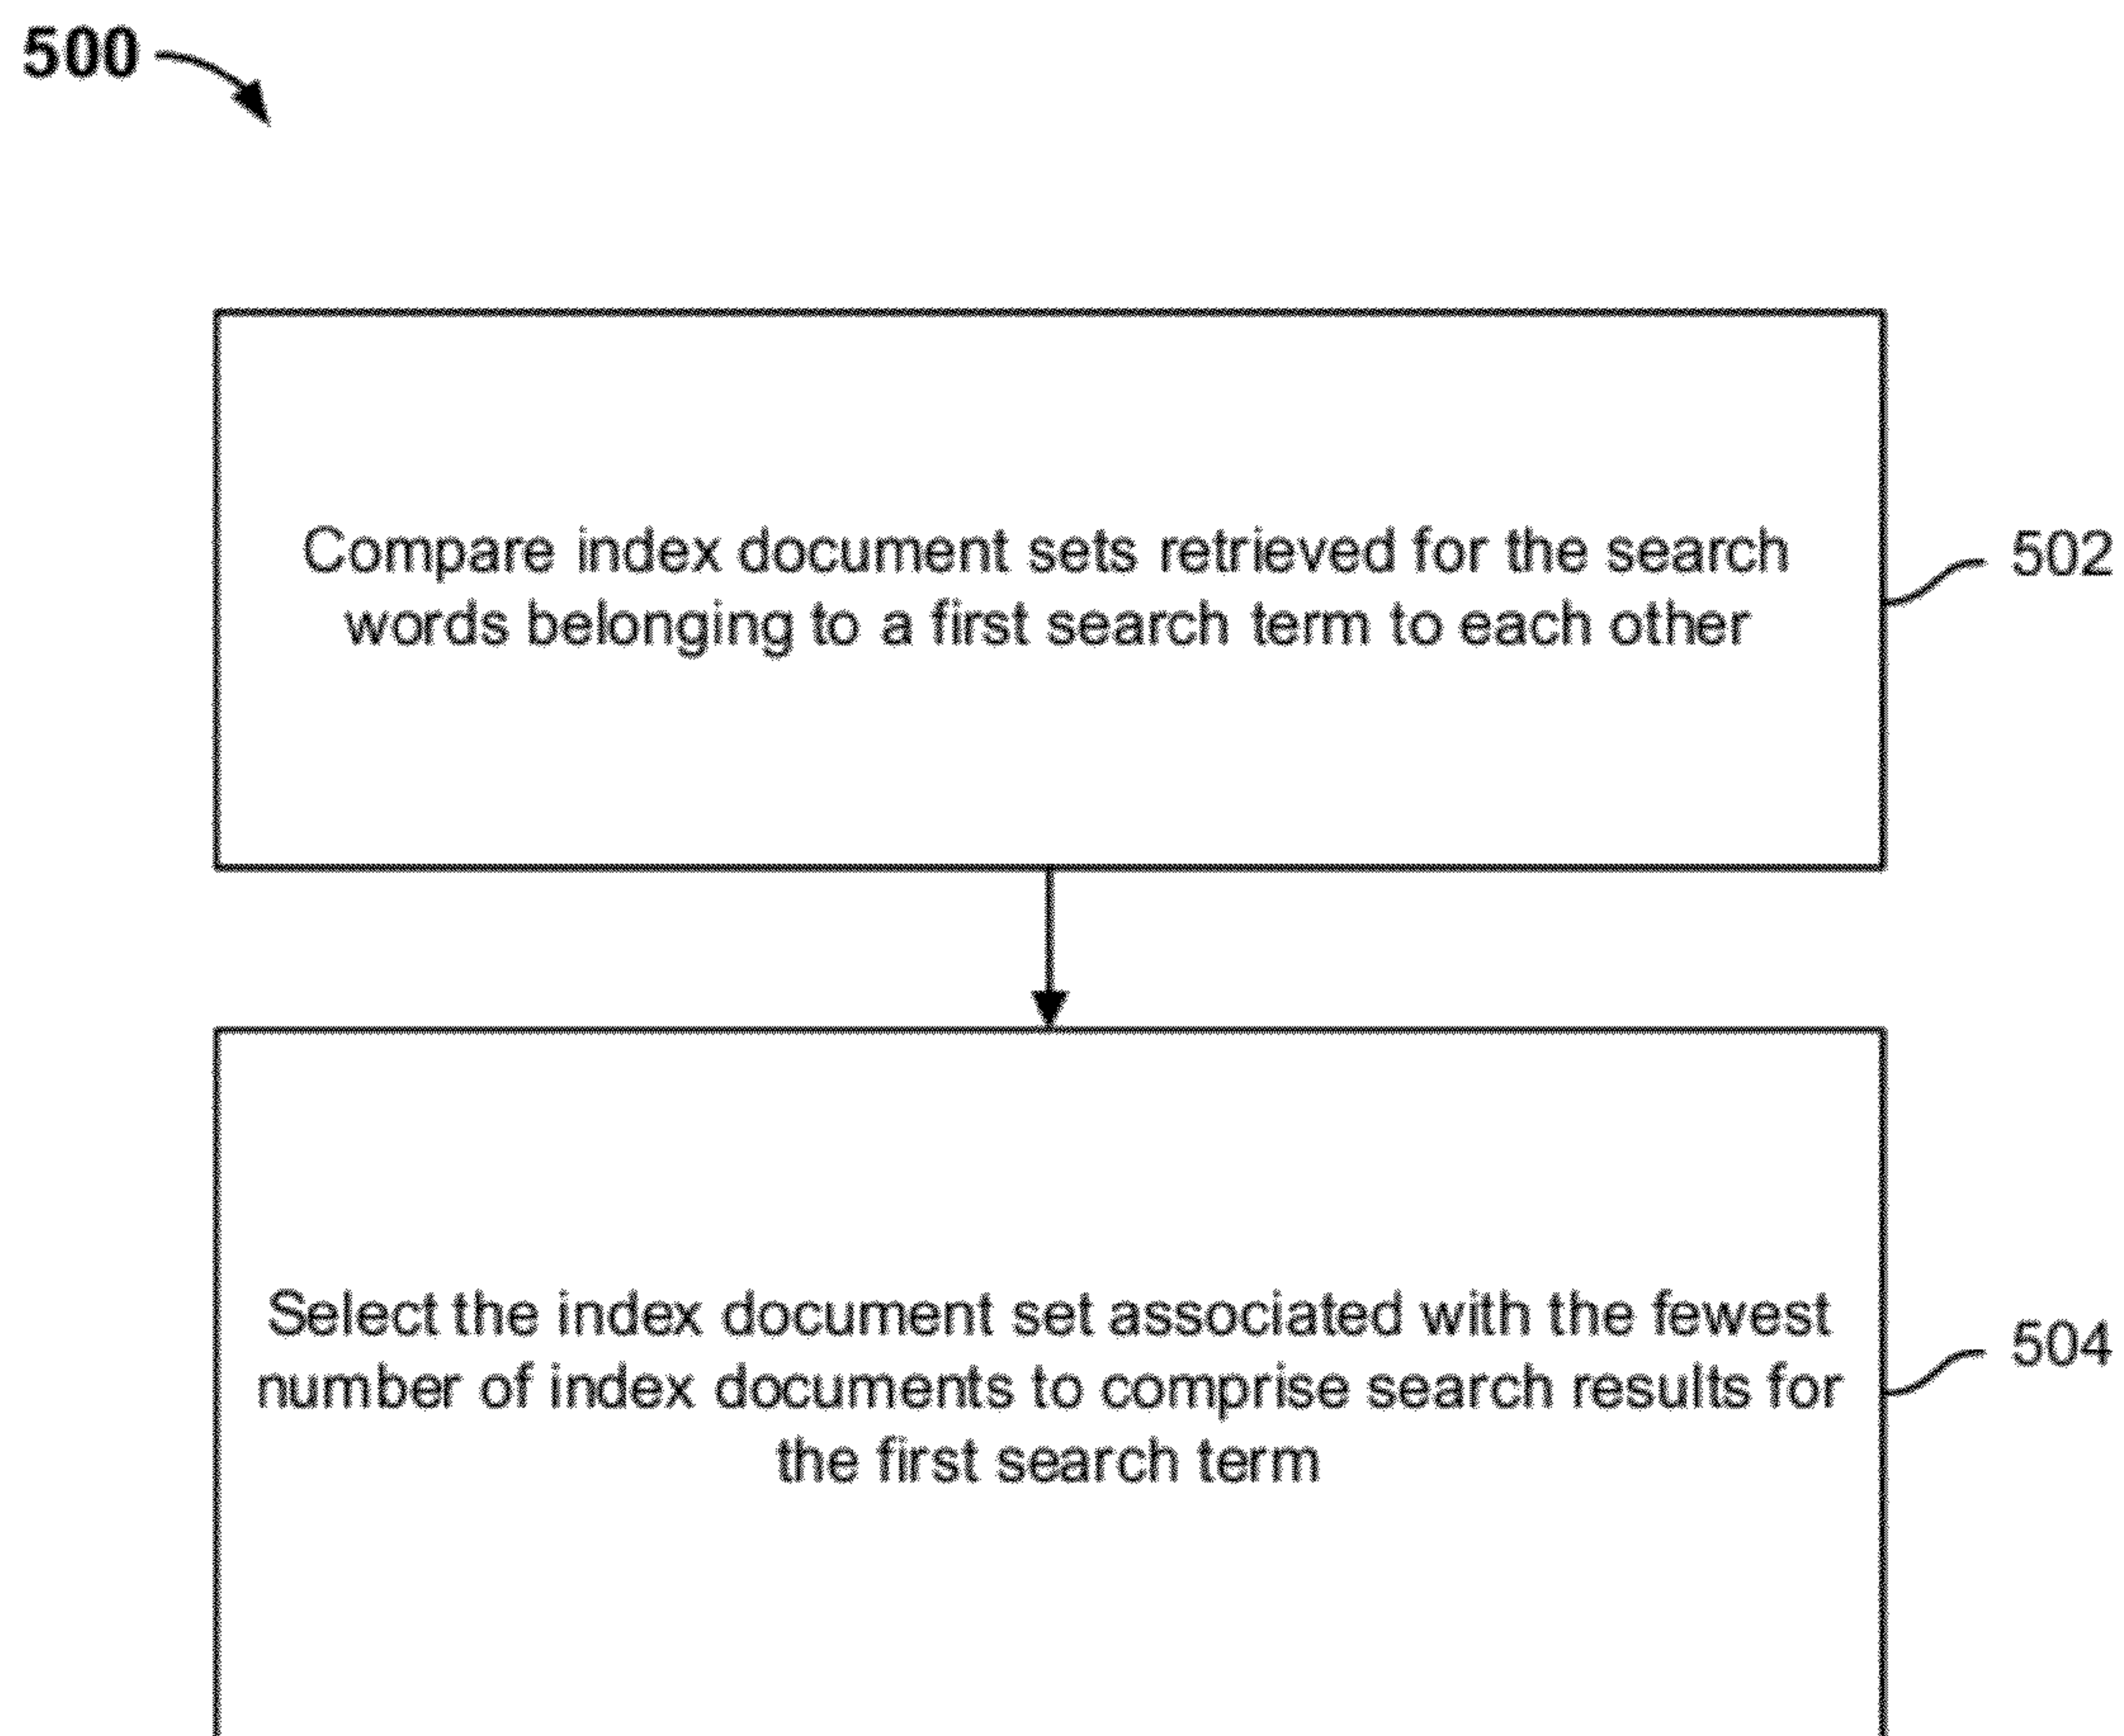 500
Compare index document sets retrieved for the search
words belonging to a first search term to each other
502
Select the index document set associated with the fewest
number of index documents to comprise search results for
the first search term
504